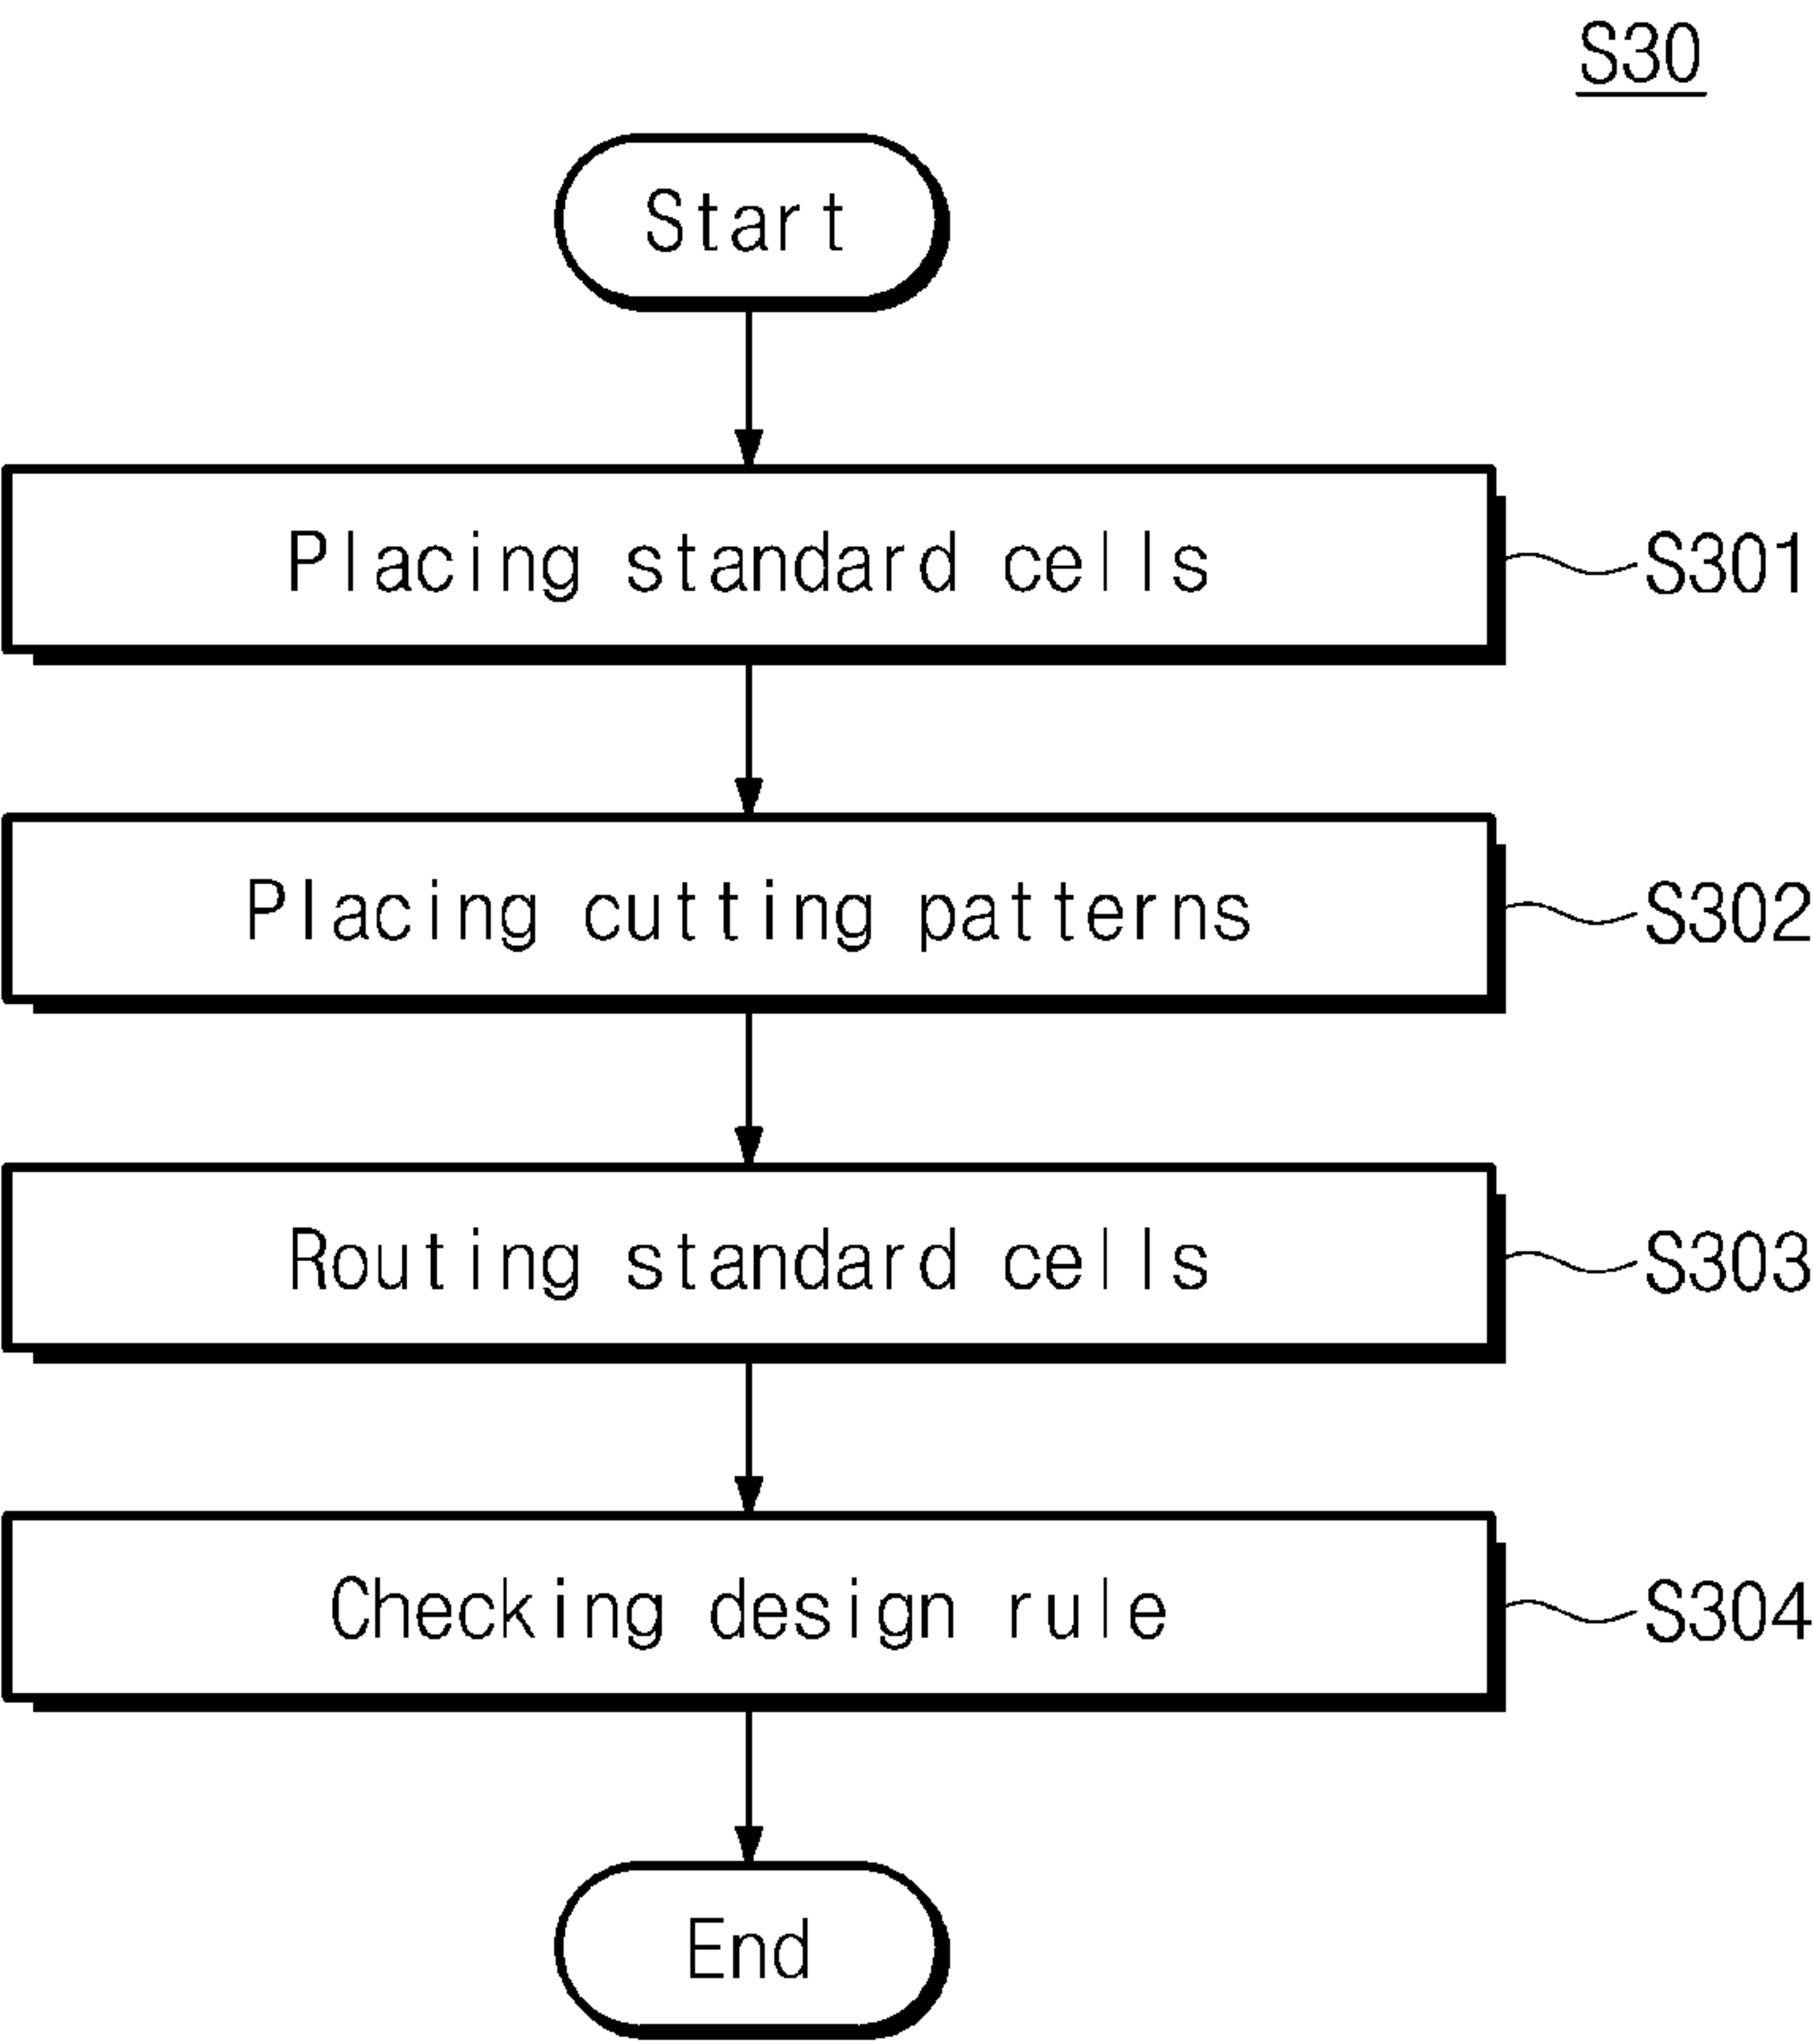 S30
Start
Placing standard cells
S301
Placing cutting patterns
S302
Routing standard cells
S303
Checking design rule
S304
End